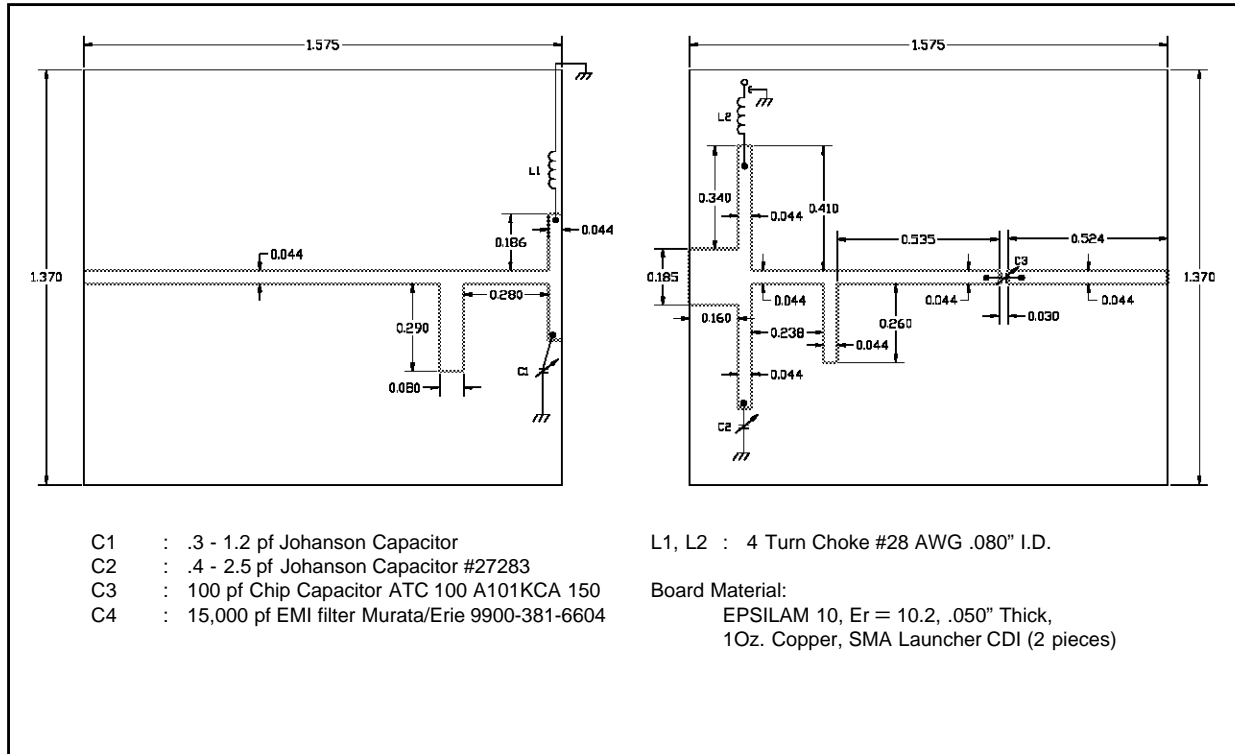 1.575
1.575
L2
L1
0.340
0.410
0.044
0.186
0.044
0.535
0.524
0.044
C3
1.370
0.185
1.370
0.280
0.044
0.044
0.044
0.290
0.160
0.238
0.260
0.030
0.044
C1
0.044
0.080
C2
C1 : .3 - 1.2 pf Johanson Capacitor
C2 : .4 - 2.5 pf Johanson Capacitor #27283
C3 : 100 pf Chip Capacitor ATC 100 A101KCA 150
C4 : 15,000 pf EMI filter Murata/Erie 9900-381-6604
L1, L2 : 4 Turn Choke #28 AWG .080” I.D.
Board Material:
EPSILAM 10, Er = 10.2, .050” Thick,
1Oz. Copper, SMA Launcher CDI (2 pieces)